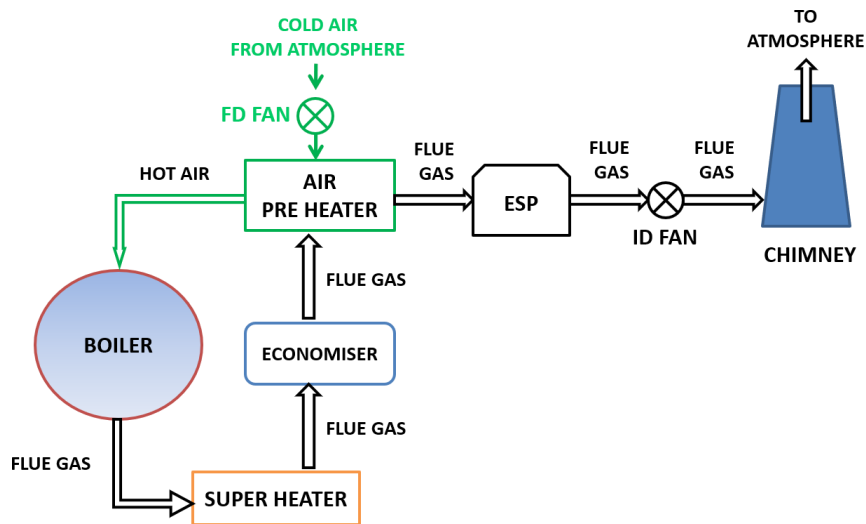 COLD AIR
FROM ATMOSPHERE
TO
ATMOSPHERE
FD FAN
HOT AIR
AIR
PRE HEATER
FLUE
GAS
ESP
FLUE
GAS
ID FAN
FLUE
GAS
CHIMNEY
FLUE GAS
BOILER
ECONOMISER
FLUE GAS
FLUE GAS
SUPER HEATER